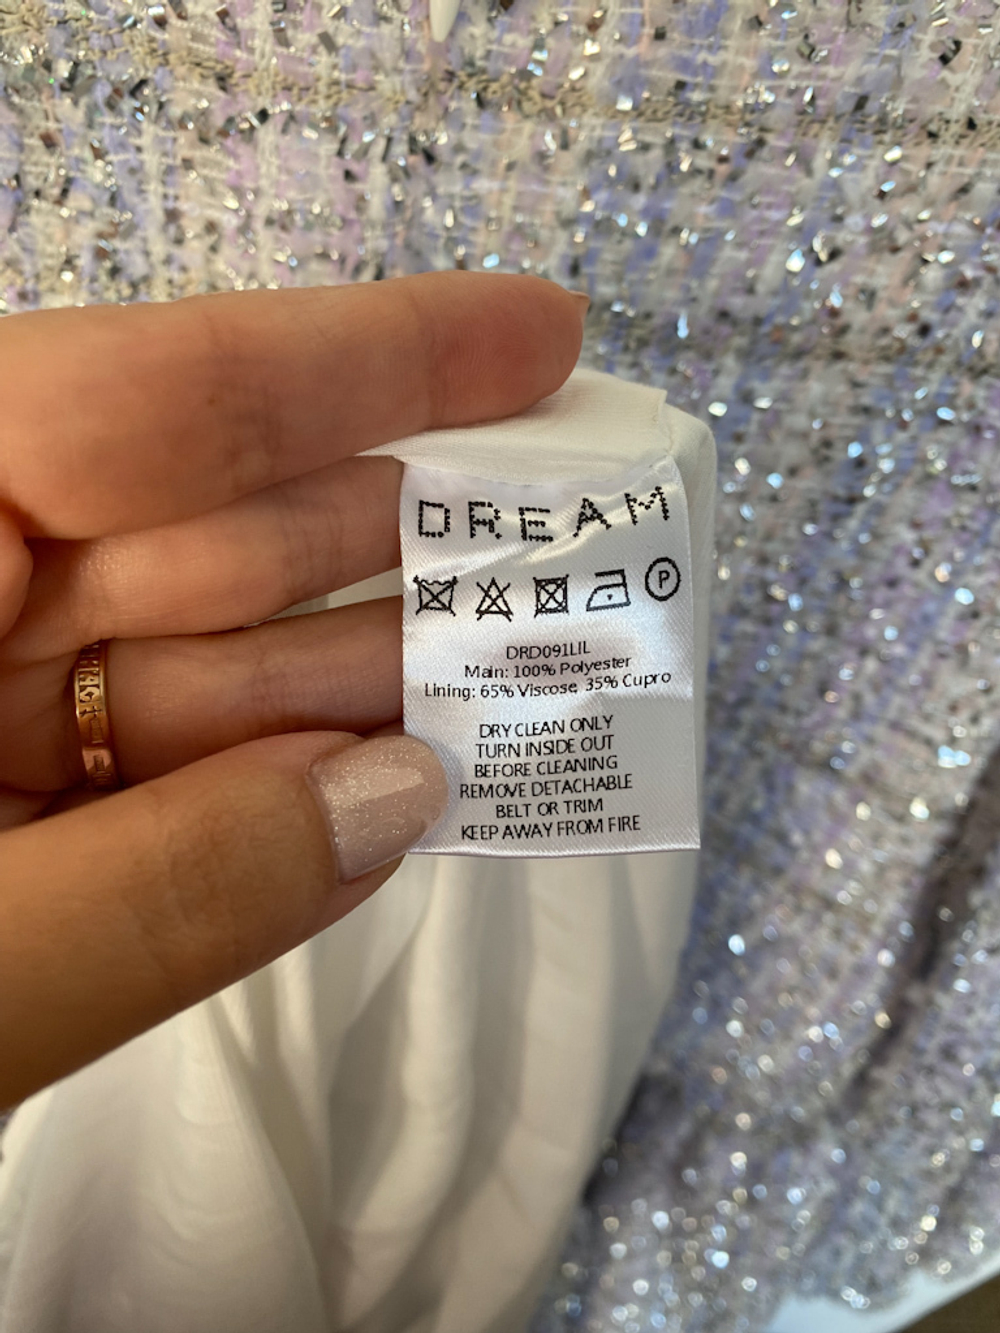 DREAM
P
DRD091LIL
Main: 100% Polyester
Lining: 65% Viscose, 35% Cupro
DRY CLEAN ONLY
TURN INSIDE OUT
BEFORE CLEANING
REMOVE DETACHABLE
BELT OR TRIM
KEEP AWAY FROM FIRE